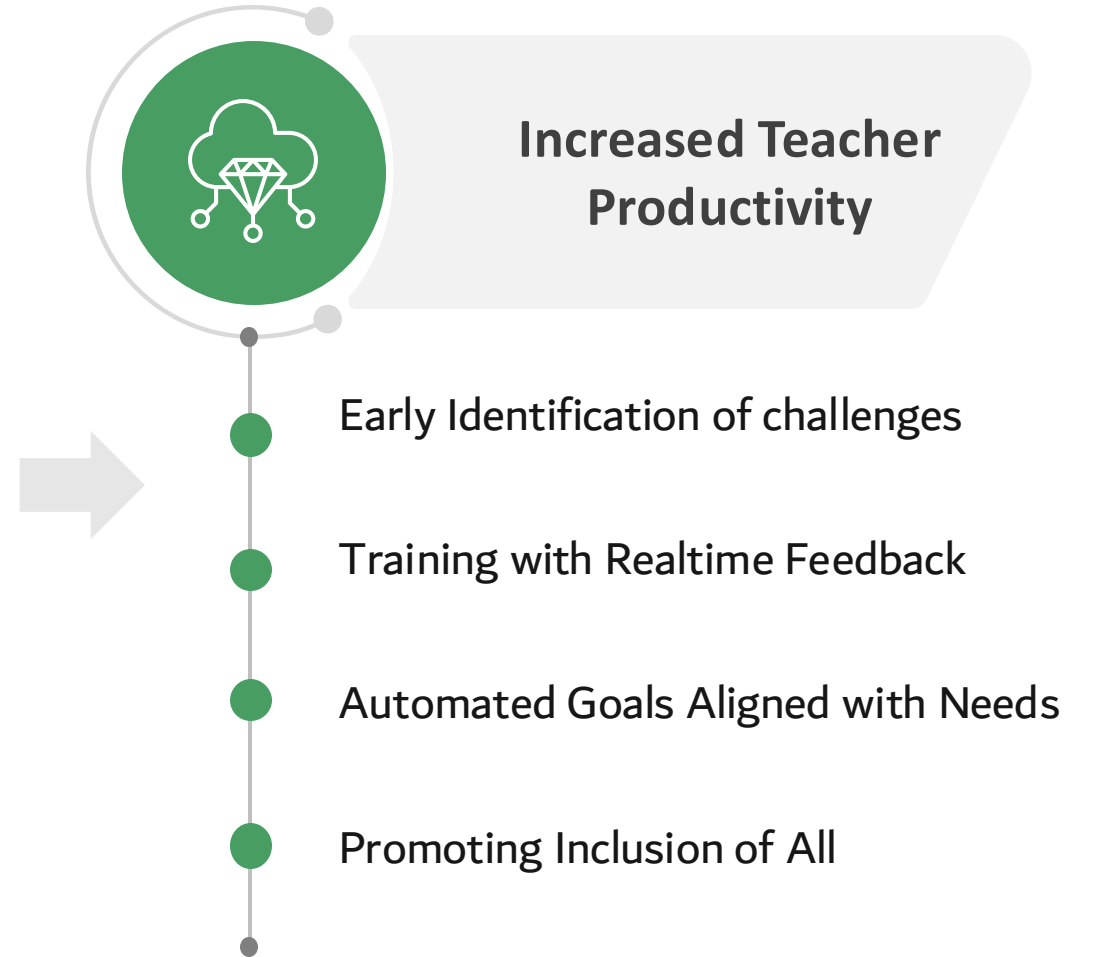 Increased Teacher
Productivity
Early Identification of challenges
Training with Realtime Feedback
Automated Goals Aligned with Needs
Promoting Inclusion of All